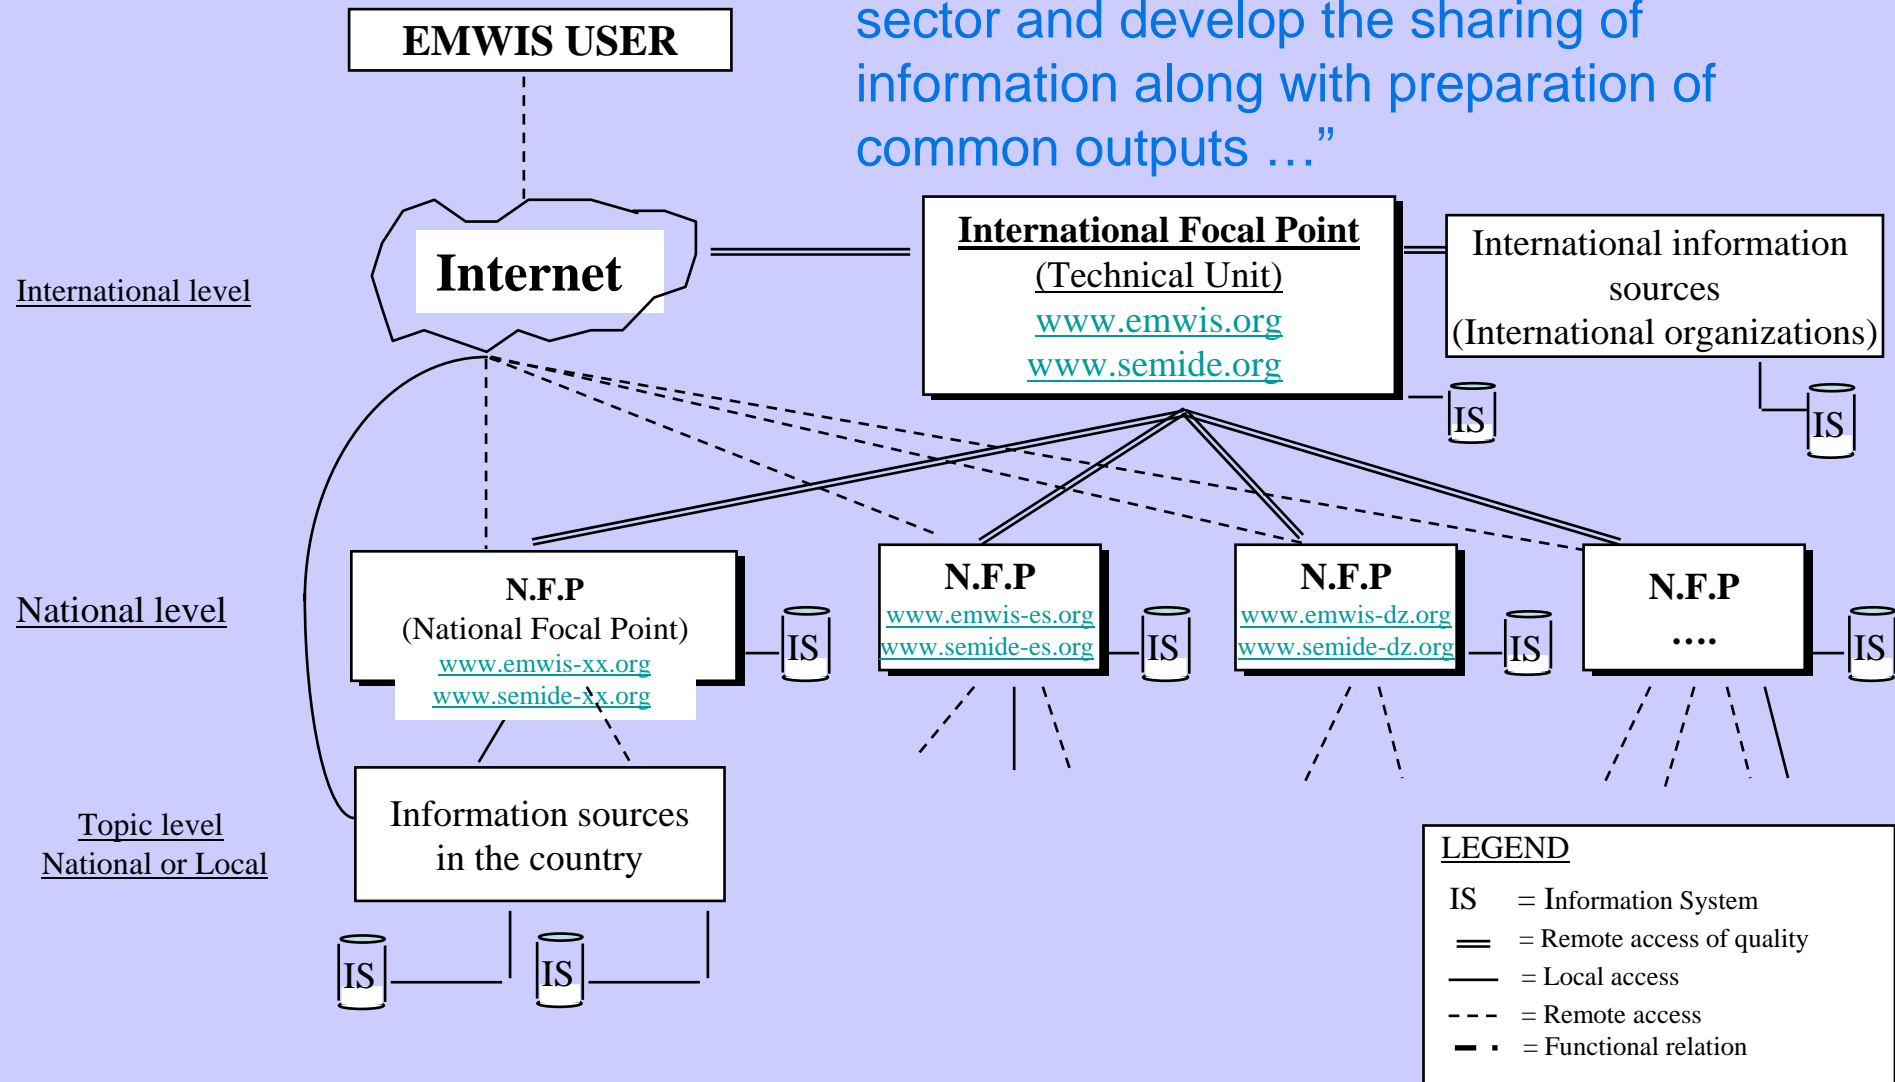 sector and develop the sharing of
information along with preparation of
common outputs …”
EMWIS USER
Internet
International Focal Point
(Technical Unit)
www.emwis.org
www.semide.org
International information
sources
(International organizations)
International level
IS
IS
National level
N.F.P
(National Focal Point)
www.emwis-xx.org
www.semide-xx.org
IS
N.F.P
www.emwis-es.org
www.semide-es.org
IS
N.F.P
www.emwis-dz.org
www.semide-dz.org
IS
N.F.P
....
IS
Topic level
National or Local
Information sources
in the country
IS
IS
LEGEND
IS = Information System
= Remote access of quality
= Local access
= Remote access
= Functional relation